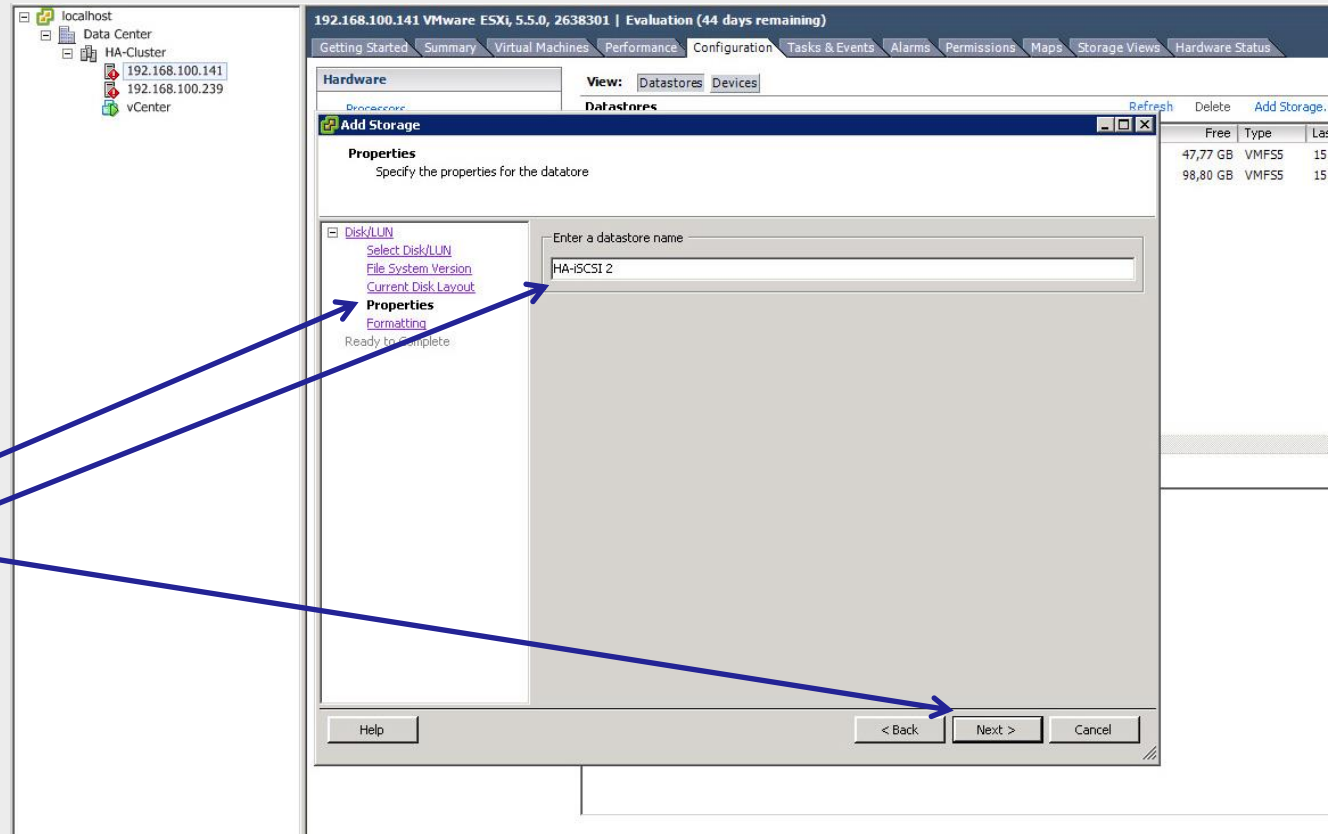 localhost
Data Center
HA-Cluster
192.168.100.141
192.168.100.239
vCenter
192.168.100.141 VMware ESXi, 5.5.0, 2638301 | Evaluation (44 days remaining)
Getting Started Summary Virtual Machines Performance Configuration Tasks & Events Alarms Permissions Maps Storage Views Hardware Status
Hardware
View: Datastores Devices
Processors
Datastores
Refresh Delete Add Storage.
Free Type Las
47,77 GB VMFS5 15
98,80 GB VMFS5 15
Add Storage
Properties
Specify the properties for the datatore
Disk/LUN
Select Disk/LUN
File System Version
Current Disk Layout
Properties
Formatting
Ready to Complete
Enter a datastore name
HA-iSCSI 2
Help
< Back Next > Cancel